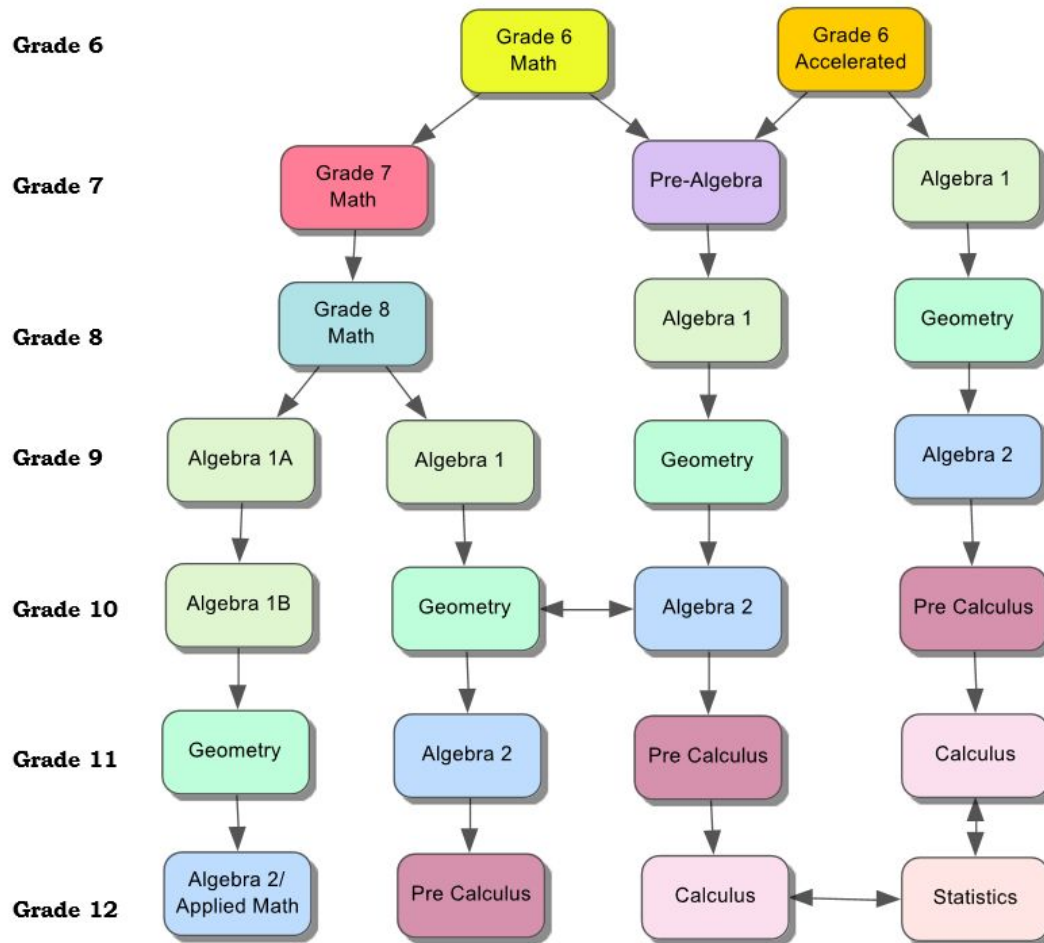 Grade 6
Grade 6
Math
Grade 6
Accelerated
Grade 7
Grade 7
Math
Pre-Algebra
Algebra 1
Grade 8
Grade 8
Math
Algebra 1
Geometry
Grade 9
Algebra 1A
Algebra 1
Geometry
Algebra 2
Grade 10
Algebra 1B
Geometry
Algebra 2
Pre Calculus
Grade 11
Geometry
Algebra 2
Pre Calculus
Calculus
Grade 12
Algebra 2/
Applied Math
Pre Calculus
Calculus
Statistics